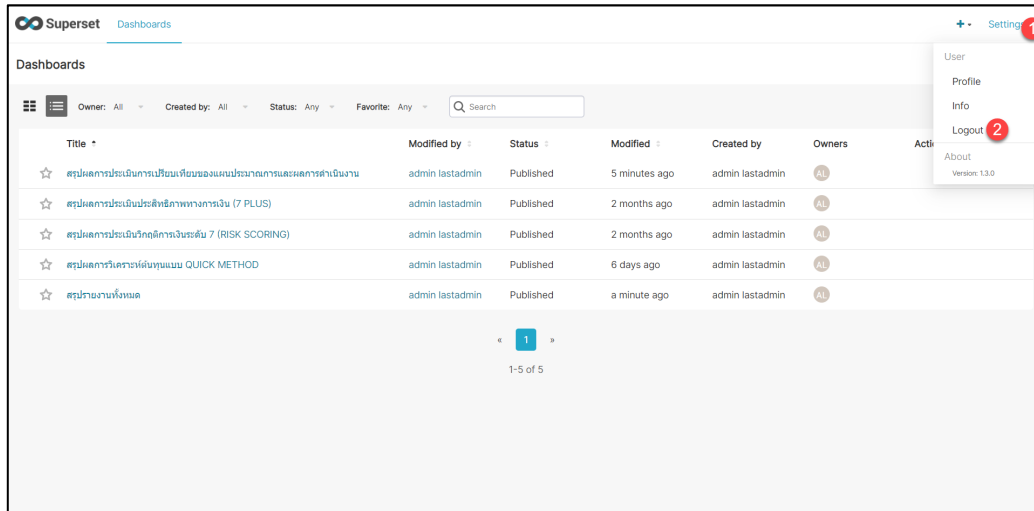 Superset Dashboards + Settings 1
Dashboards
User
Profile
Info
Logout 2
About
Version: 1.3.0
Owner: All Created by: All Status: Any Favorite: Any Search
Title Modified by Status Modified Created by Owners Acti
สรุปผลการประเมินการเปรียบเทียบของแผนประมาณการและผลการดำเนินงาน admin lastadmin Published 5 minutes ago admin lastadmin AL
สรุปผลการประเมินประสิทธิภาพทางการเงิน (7 PLUS) admin lastadmin Published 2 months ago admin lastadmin AL
สรุปผลการประเมินวิกฤติการเงินระดับ 7 (RISK SCORING) admin lastadmin Published 2 months ago admin lastadmin AL
สรุปผลการวิเคราะห์ต้นทุนแบบ QUICK METHOD admin lastadmin Published 6 days ago admin lastadmin AL
สรุปรายงานทั้งหมด admin lastadmin Published a minute ago admin lastadmin AL
« 1 »
1-5 of 5